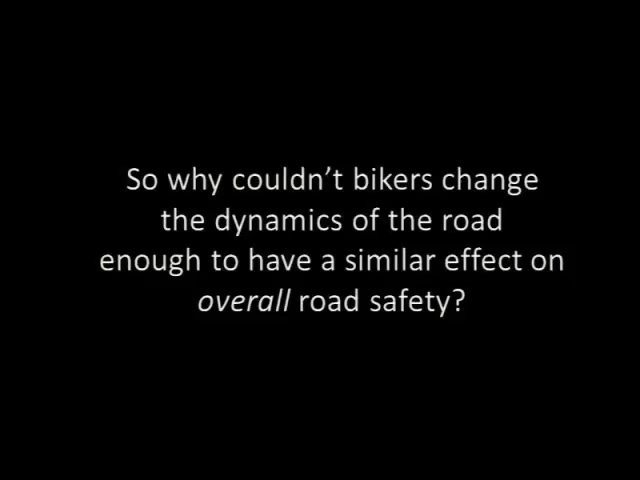 So why couldn’t bikers change
the dynamics of the road
enough to have a similar effect on
overall road safety?